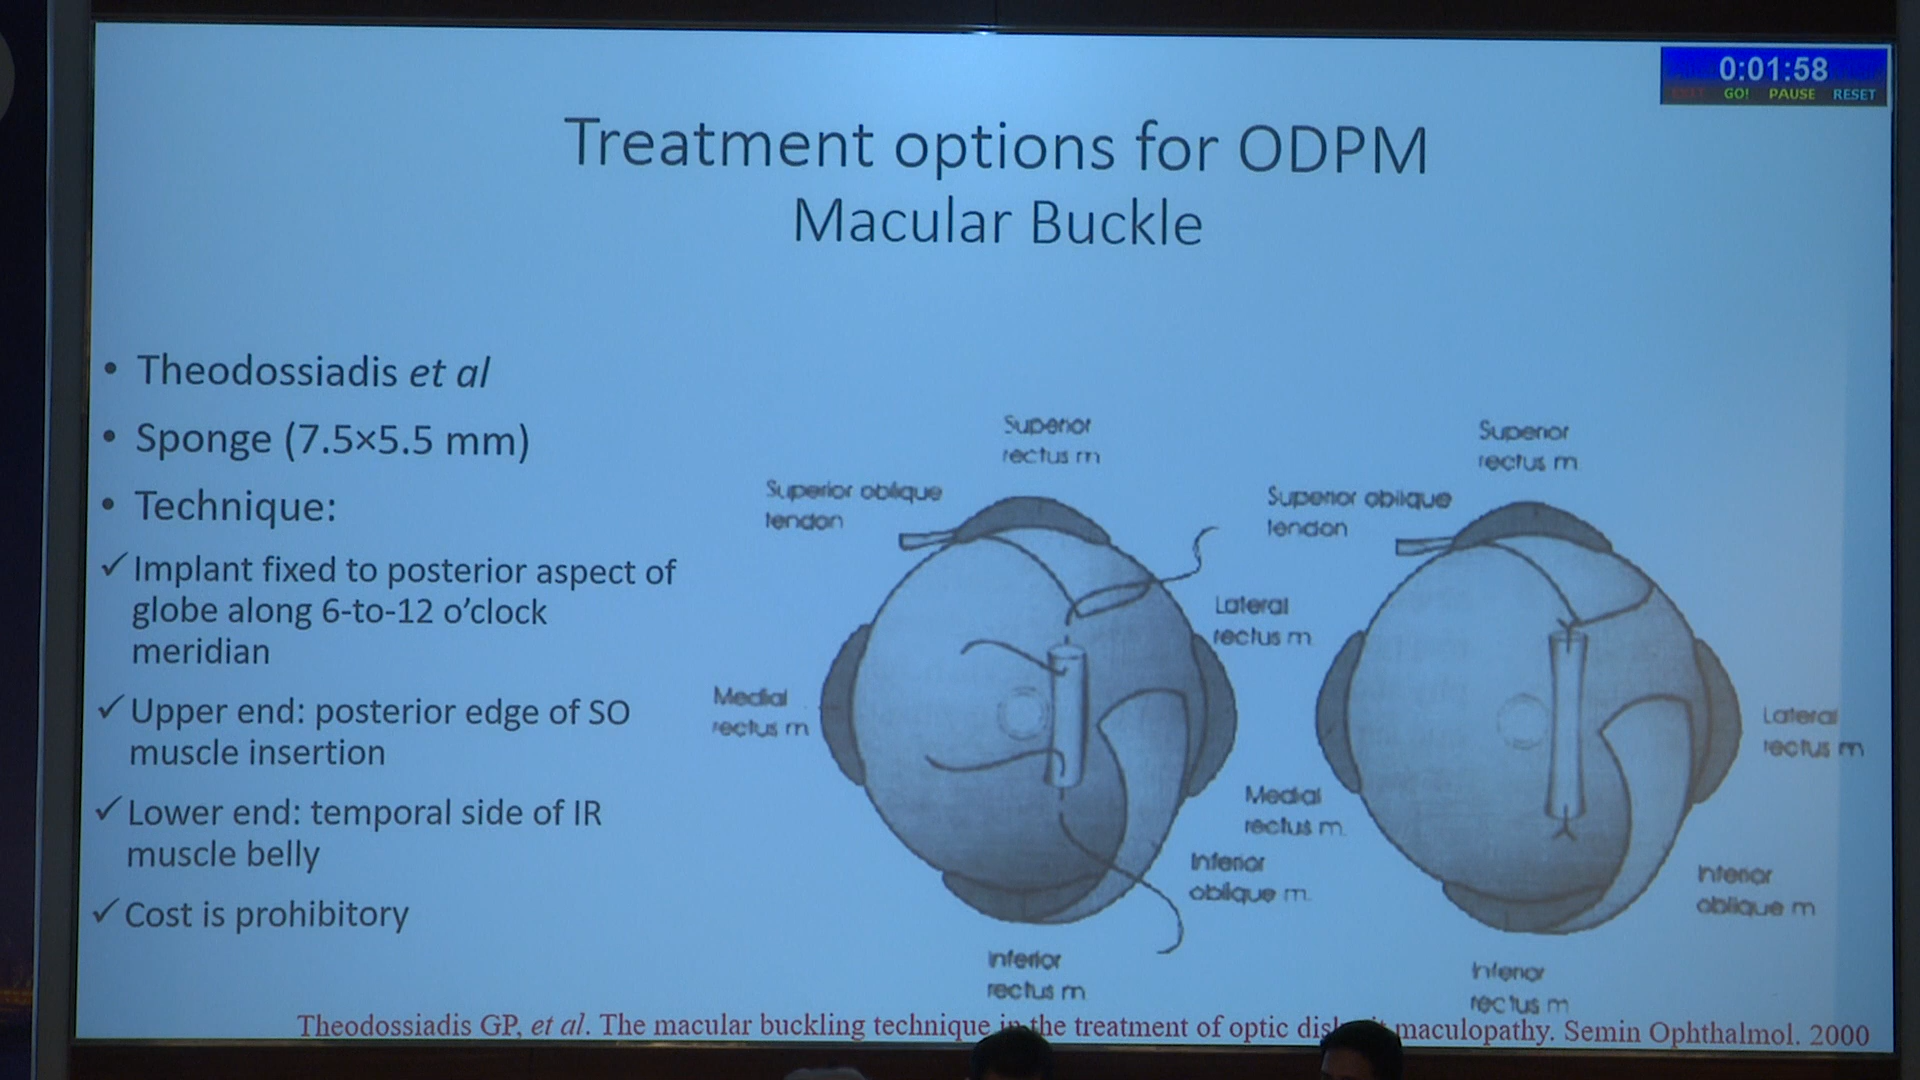 0:01:58
EXIT GO! PAUSE RESET
Treatment options for ODPM
Macular Buckle
• Theodossiadis et al
• Sponge (7.5×5.5 mm)
• Technique:
✓ Implant fixed to posterior aspect of
globe along 6-to-12 o’clock
meridian
✓ Upper end: posterior edge of SO
muscle insertion
✓ Lower end: temporal side of IR
muscle belly
✓ Cost is prohibitory
Superior
rectus m
Superior oblique
tendon
Lateral
rectus m
Medial
rectus m
Inferior
oblique m.
Inferior
rectus m
Superior
rectus m
Superior oblique
tendon
Lateral
rectus m
Medial
rectus m.
Inferior
oblique m
Inferior
rectus m
Theodossiadis GP, et al. The macular buckling technique in the treatment of optic maculopathy. Semin Ophthalmol. 2000